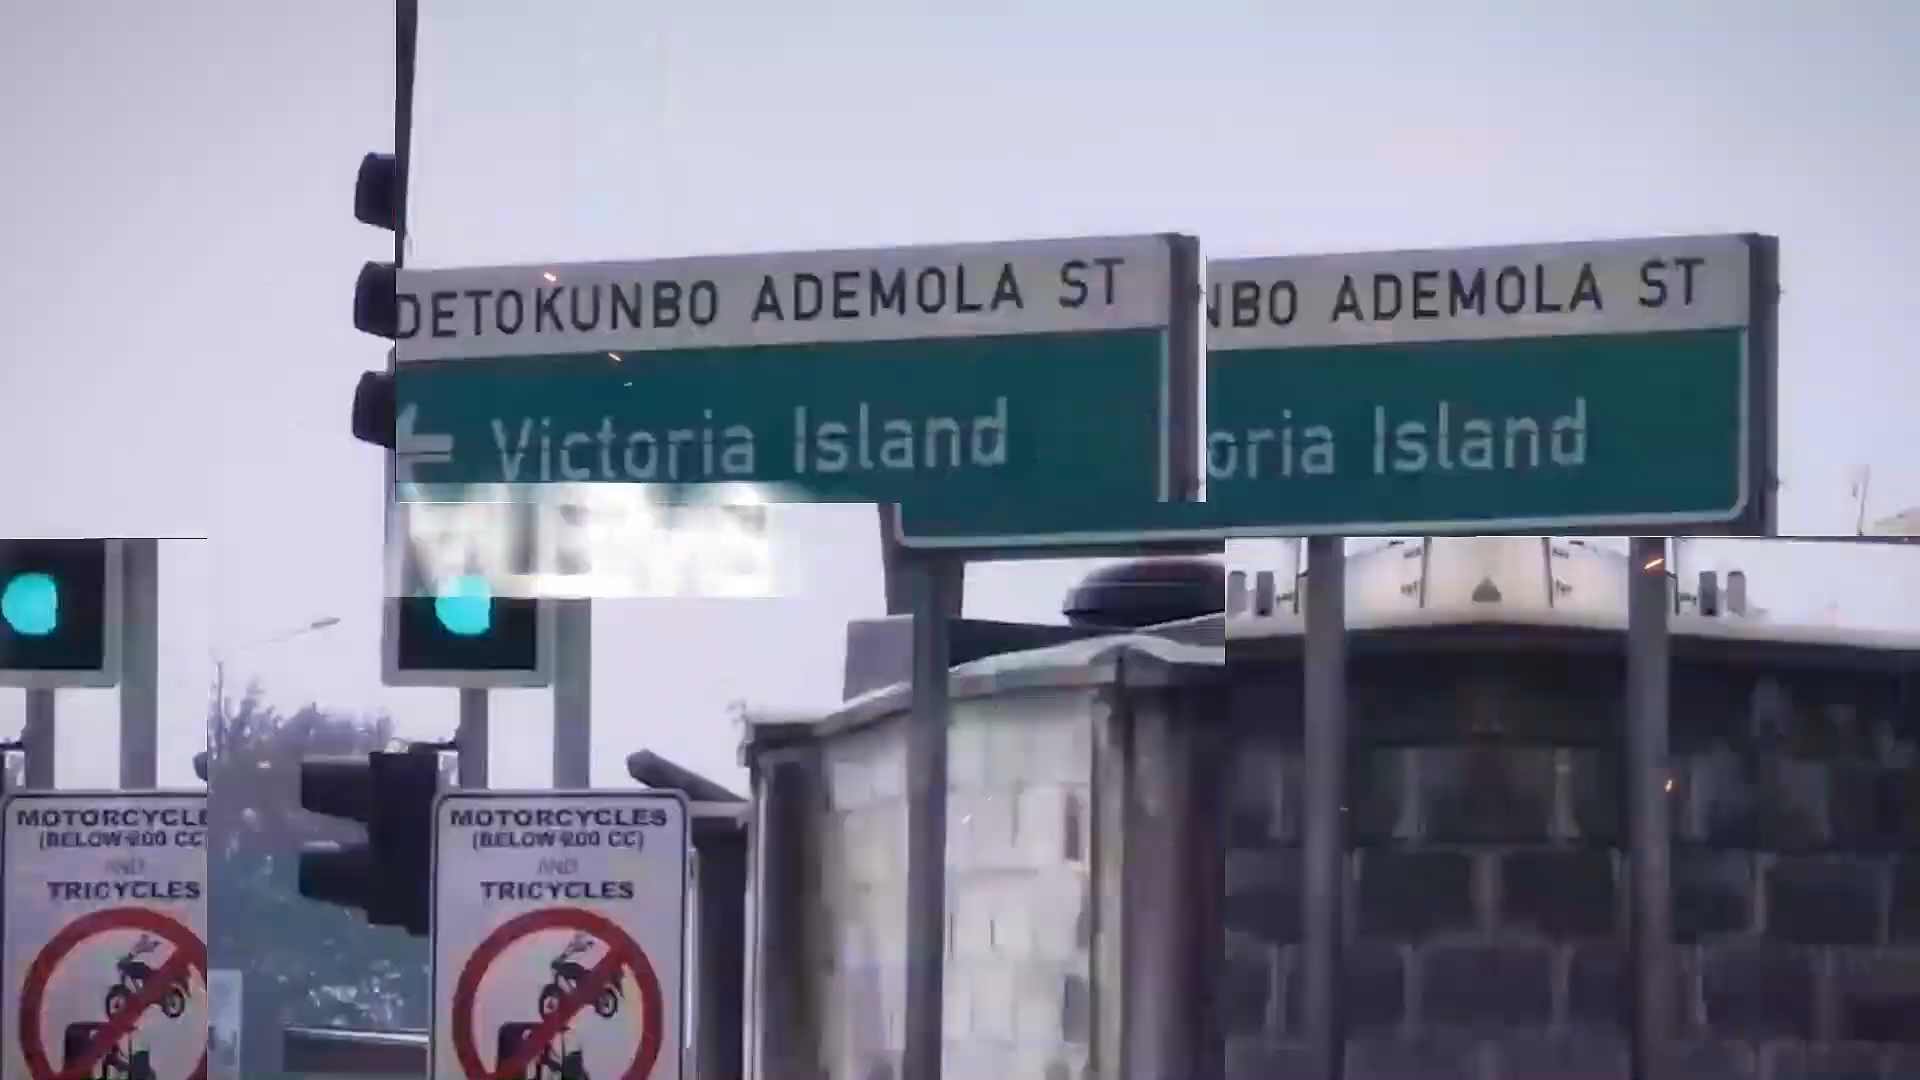 DETOKUNBO ADEMOLA ST
Victoria Island
NBO ADEMOLA ST
oria Island
MOTORCYCLE
(BELOW 200 CC
AND
TRICYCLES
MOTORCYCLES
(BELOW 200 CC)
AND
TRICYCLES